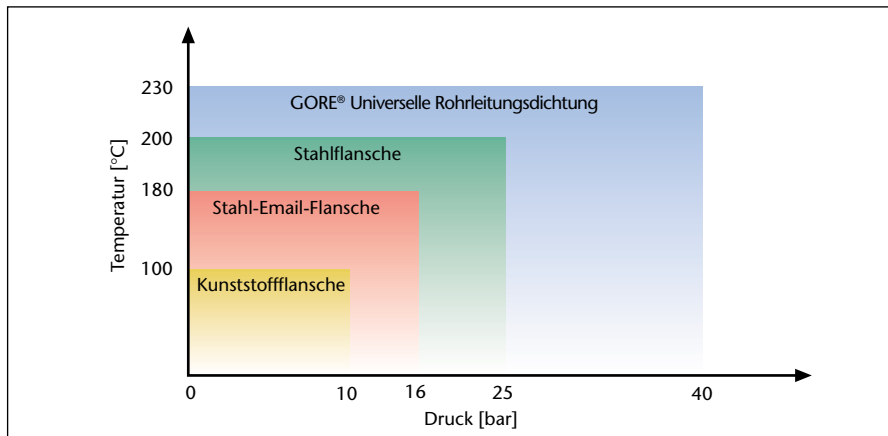 230
GORE® Universelle Rohrleitungsdichtung
200
Stahlflansche
180
Stahl-Email-Flansche
100
Kunststoffflansche
Temperatur [°C]
0 10 16 25 40
Druck [bar]